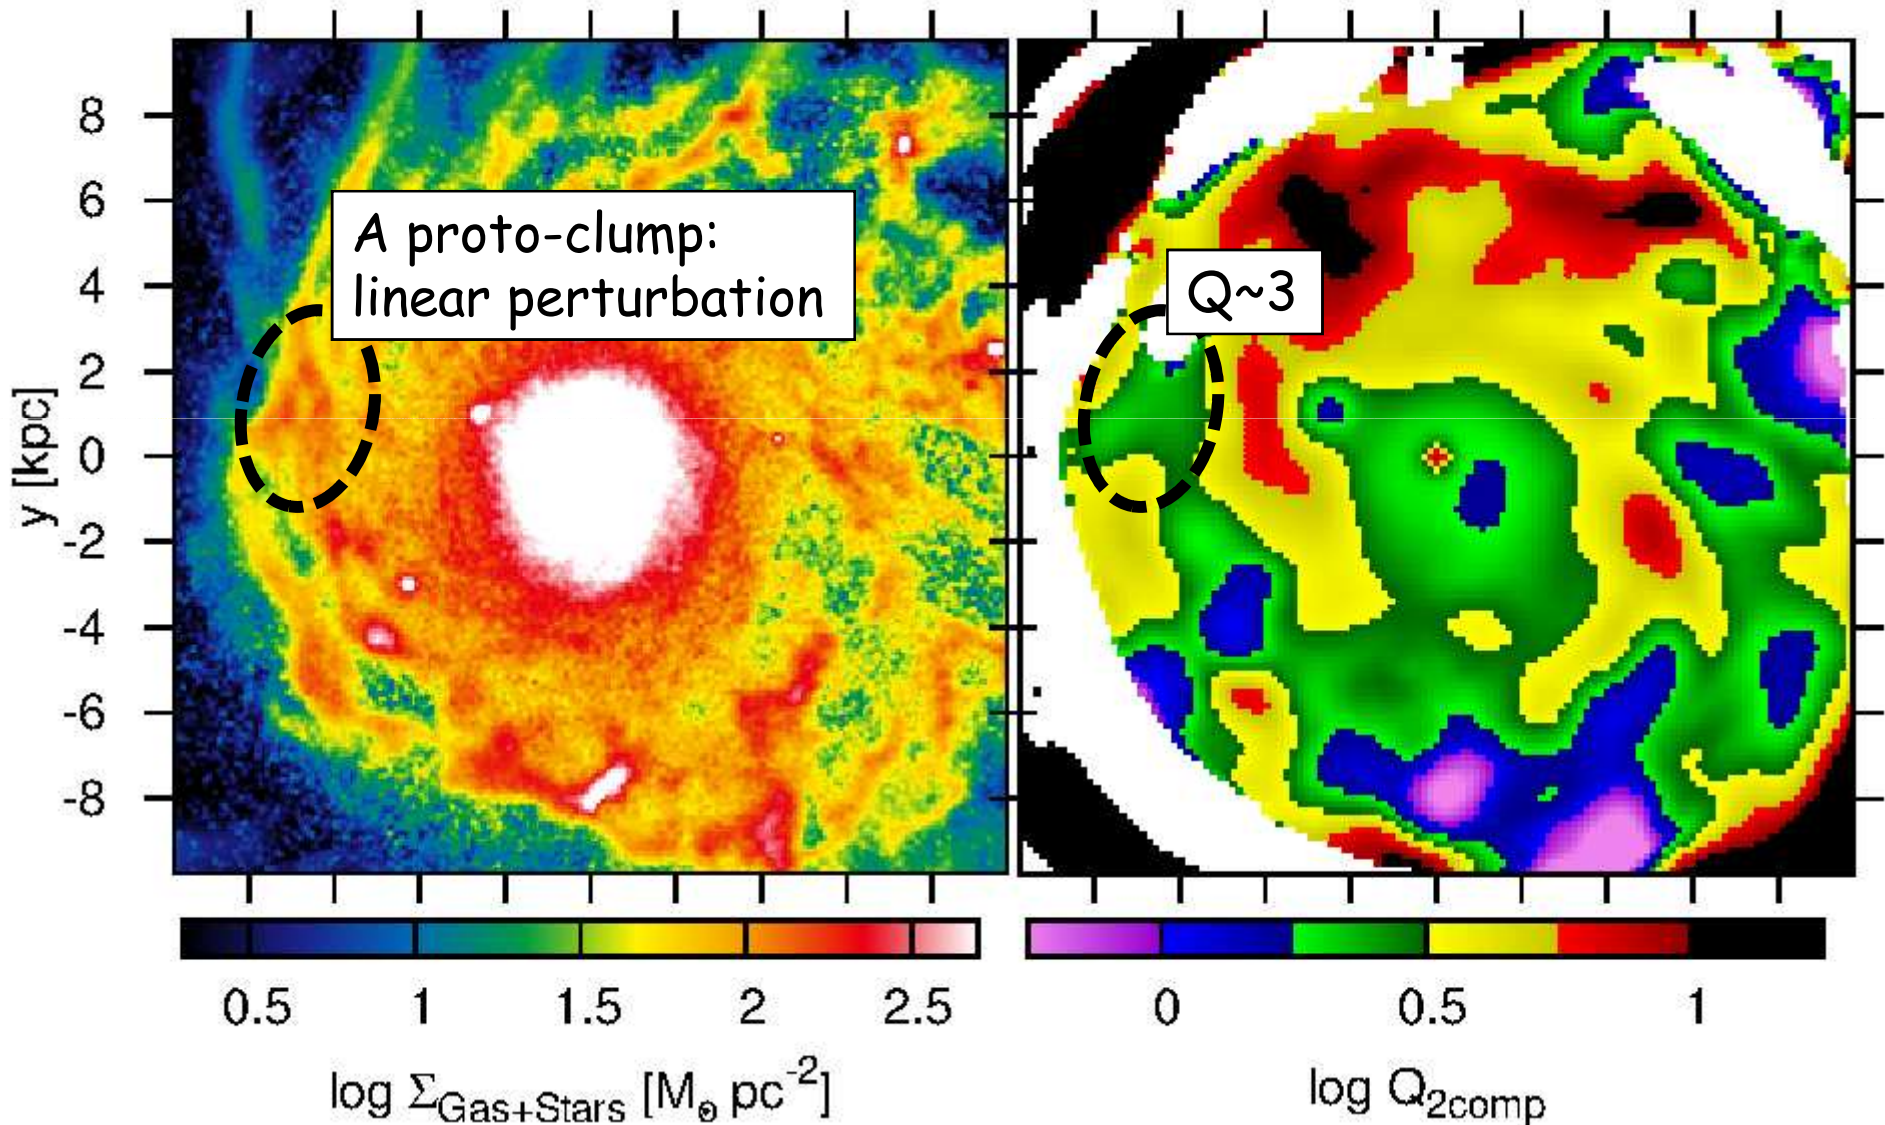 A proto-clump:
linear perturbation
Q~3
8
6
4
2
0
-2
-4
-6
-8
y [kpc]
0.5 1 1.5 2 2.5
0 0.5 1
log Σ_Gas+Stars [M_⊙ pc^-2]
log Q_2comp